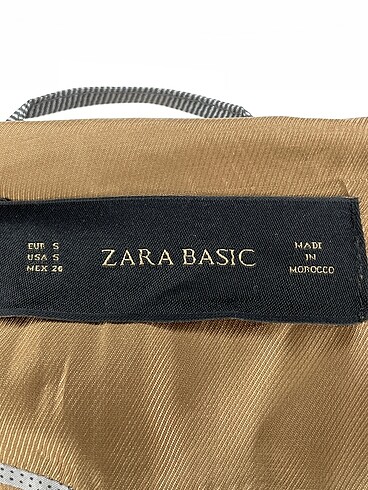 EUR S
USA S
MEX 26
ZARA BASIC
MADE
IN
MOROCCO